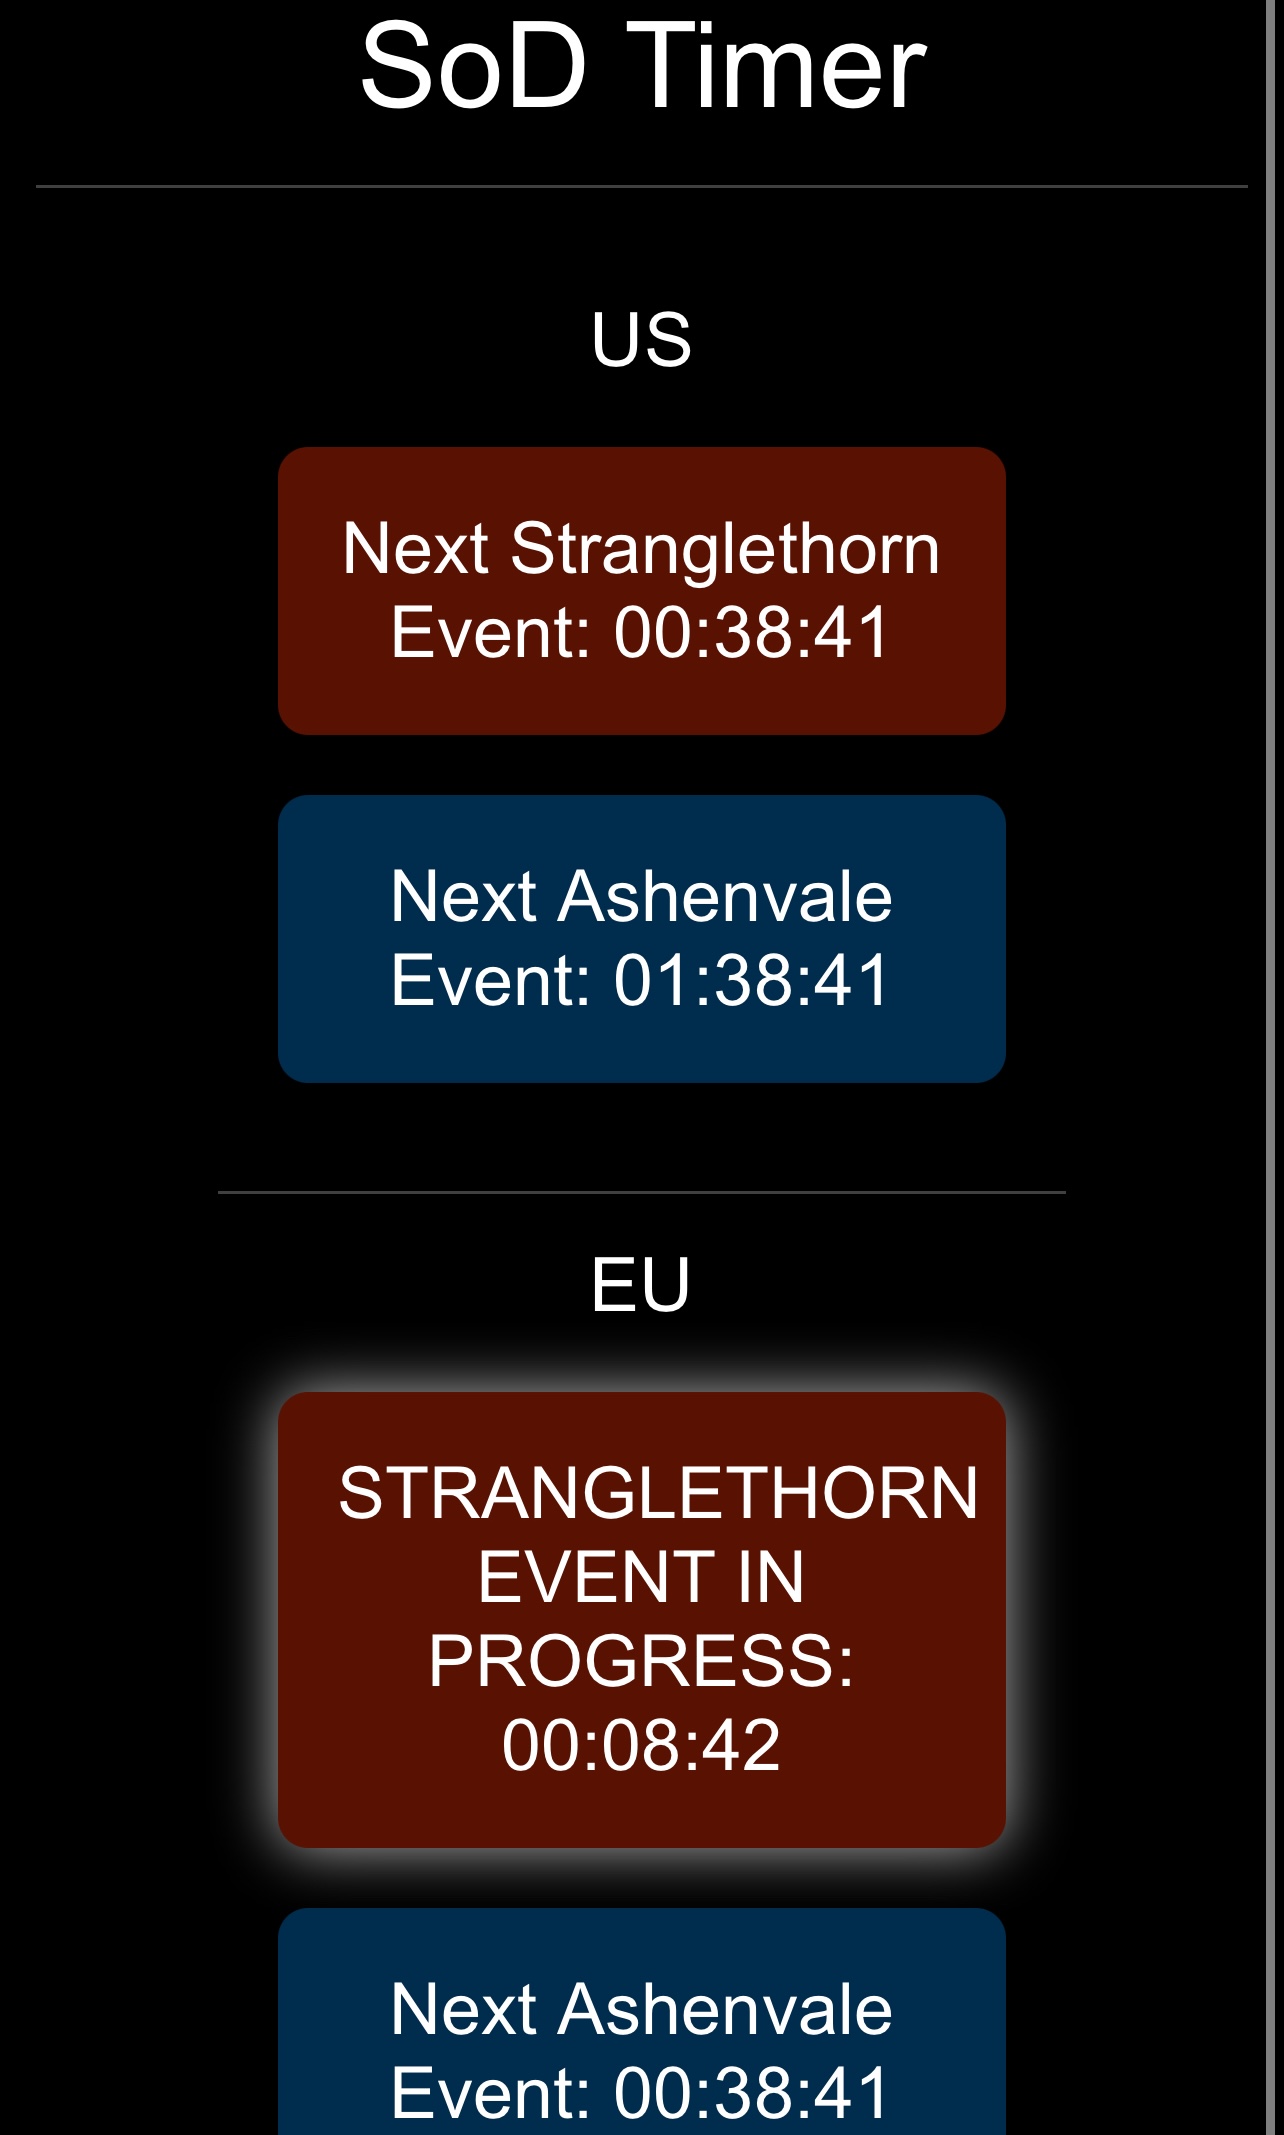 SoD Timer
US
Next Stranglethorn
Event: 00:38:41
Next Ashenvale
Event: 01:38:41
EU
STRANGLETHORN
EVENT IN
PROGRESS:
00:08:42
Next Ashenvale
Event: 00:38:41